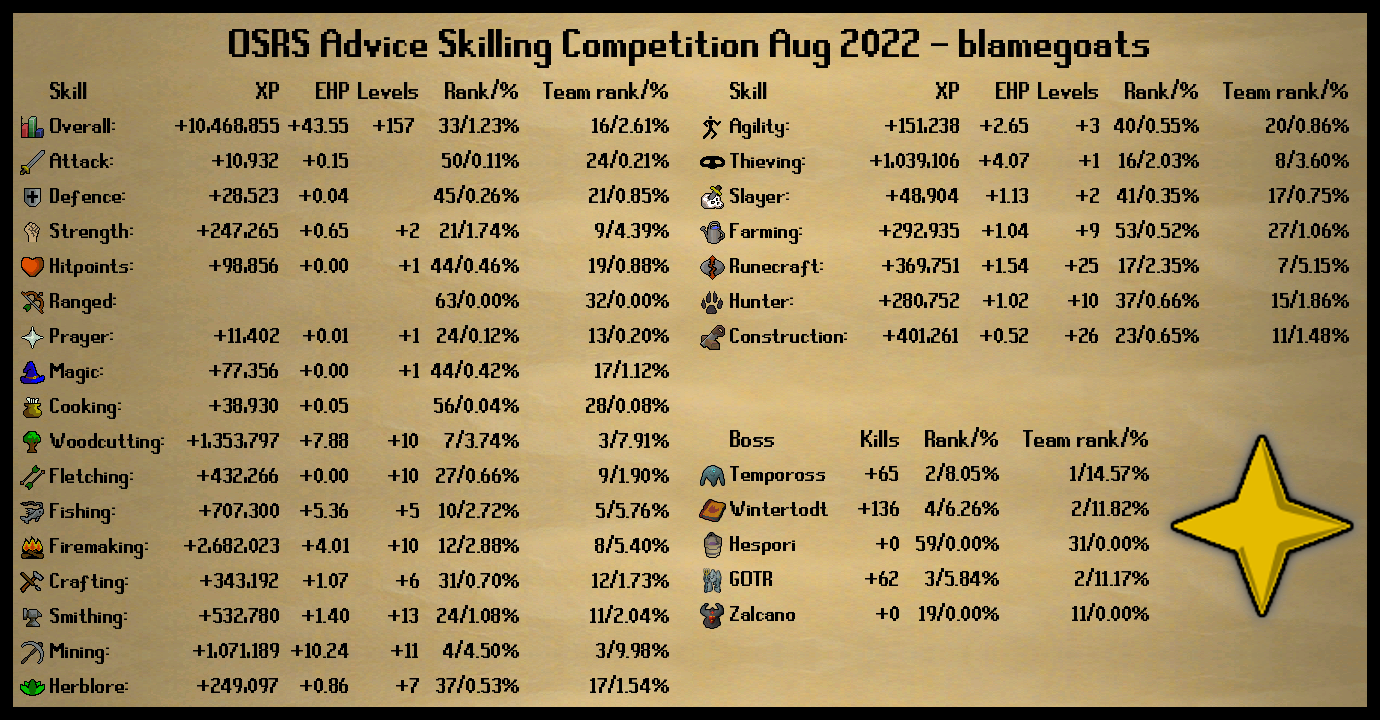 OSRS Advice Skilling Competition Aug 2022 - blamegoats
Skill XP EHP Levels Rank/% Team rank/%
Overall: +10,468,855 +43.55 +157 33/1.23% 16/2.61%
Attack: +10,932 +0.15 50/0.11% 24/0.21%
Defence: +28,523 +0.04 45/0.26% 21/0.85%
Strength: +247,265 +0.65 +2 21/1.74% 9/4.39%
Hitpoints: +98,856 +0.00 +1 44/0.46% 19/0.88%
Ranged: 63/0.00% 32/0.00%
Prayer: +11,402 +0.01 +1 24/0.12% 13/0.20%
Magic: +77,356 +0.00 +1 44/0.42% 17/1.12%
Cooking: +38,930 +0.05 56/0.04% 28/0.08%
Woodcutting: +1,353,797 +7.88 +10 7/3.74% 3/7.91%
Fletching: +432,266 +0.00 +10 27/0.66% 9/1.90%
Fishing: +707,300 +5.36 +5 10/2.72% 5/5.76%
Firemaking: +2,682,023 +4.01 +10 12/2.88% 8/5.40%
Crafting: +343,192 +1.07 +6 31/0.70% 12/1.73%
Smithing: +532,780 +1.40 +13 24/1.08% 11/2.04%
Mining: +1,071,189 +10.24 +11 4/4.50% 3/9.98%
Herblore: +249,097 +0.86 +7 37/0.53% 17/1.54%
Skill XP EHP Levels Rank/% Team rank/%
Agility: +151,238 +2.65 +3 40/0.55% 20/0.86%
Thieving: +1,039,106 +4.07 +1 16/2.03% 8/3.60%
Slayer: +48,904 +1.13 +2 41/0.35% 17/0.75%
Farming: +292,935 +1.04 +9 53/0.52% 27/1.06%
Runecraft: +369,751 +1.54 +25 17/2.35% 7/5.15%
Hunter: +280,752 +1.02 +10 37/0.66% 15/1.86%
Construction: +401,261 +0.52 +26 23/0.65% 11/1.48%
Boss Kills Rank/% Team rank/%
Tempoross +65 2/8.05% 1/14.57%
Wintertodt +136 4/6.26% 2/11.82%
Hespori +0 59/0.00% 31/0.00%
GOTR +62 3/5.84% 2/11.17%
Zalcano +0 19/0.00% 11/0.00%